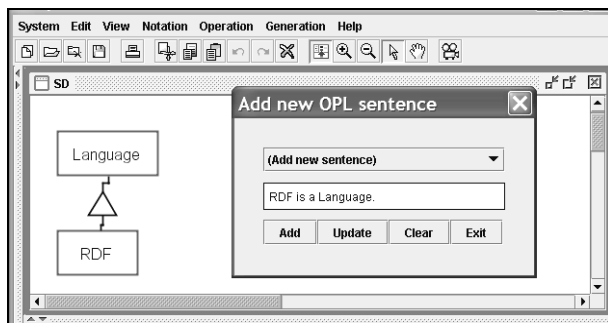 System Edit View Notation Operation Generation Help
SD
Add new OPL sentence
(Add new sentence)
Language
RDF is a Language.
Add Update Clear Exit
RDF